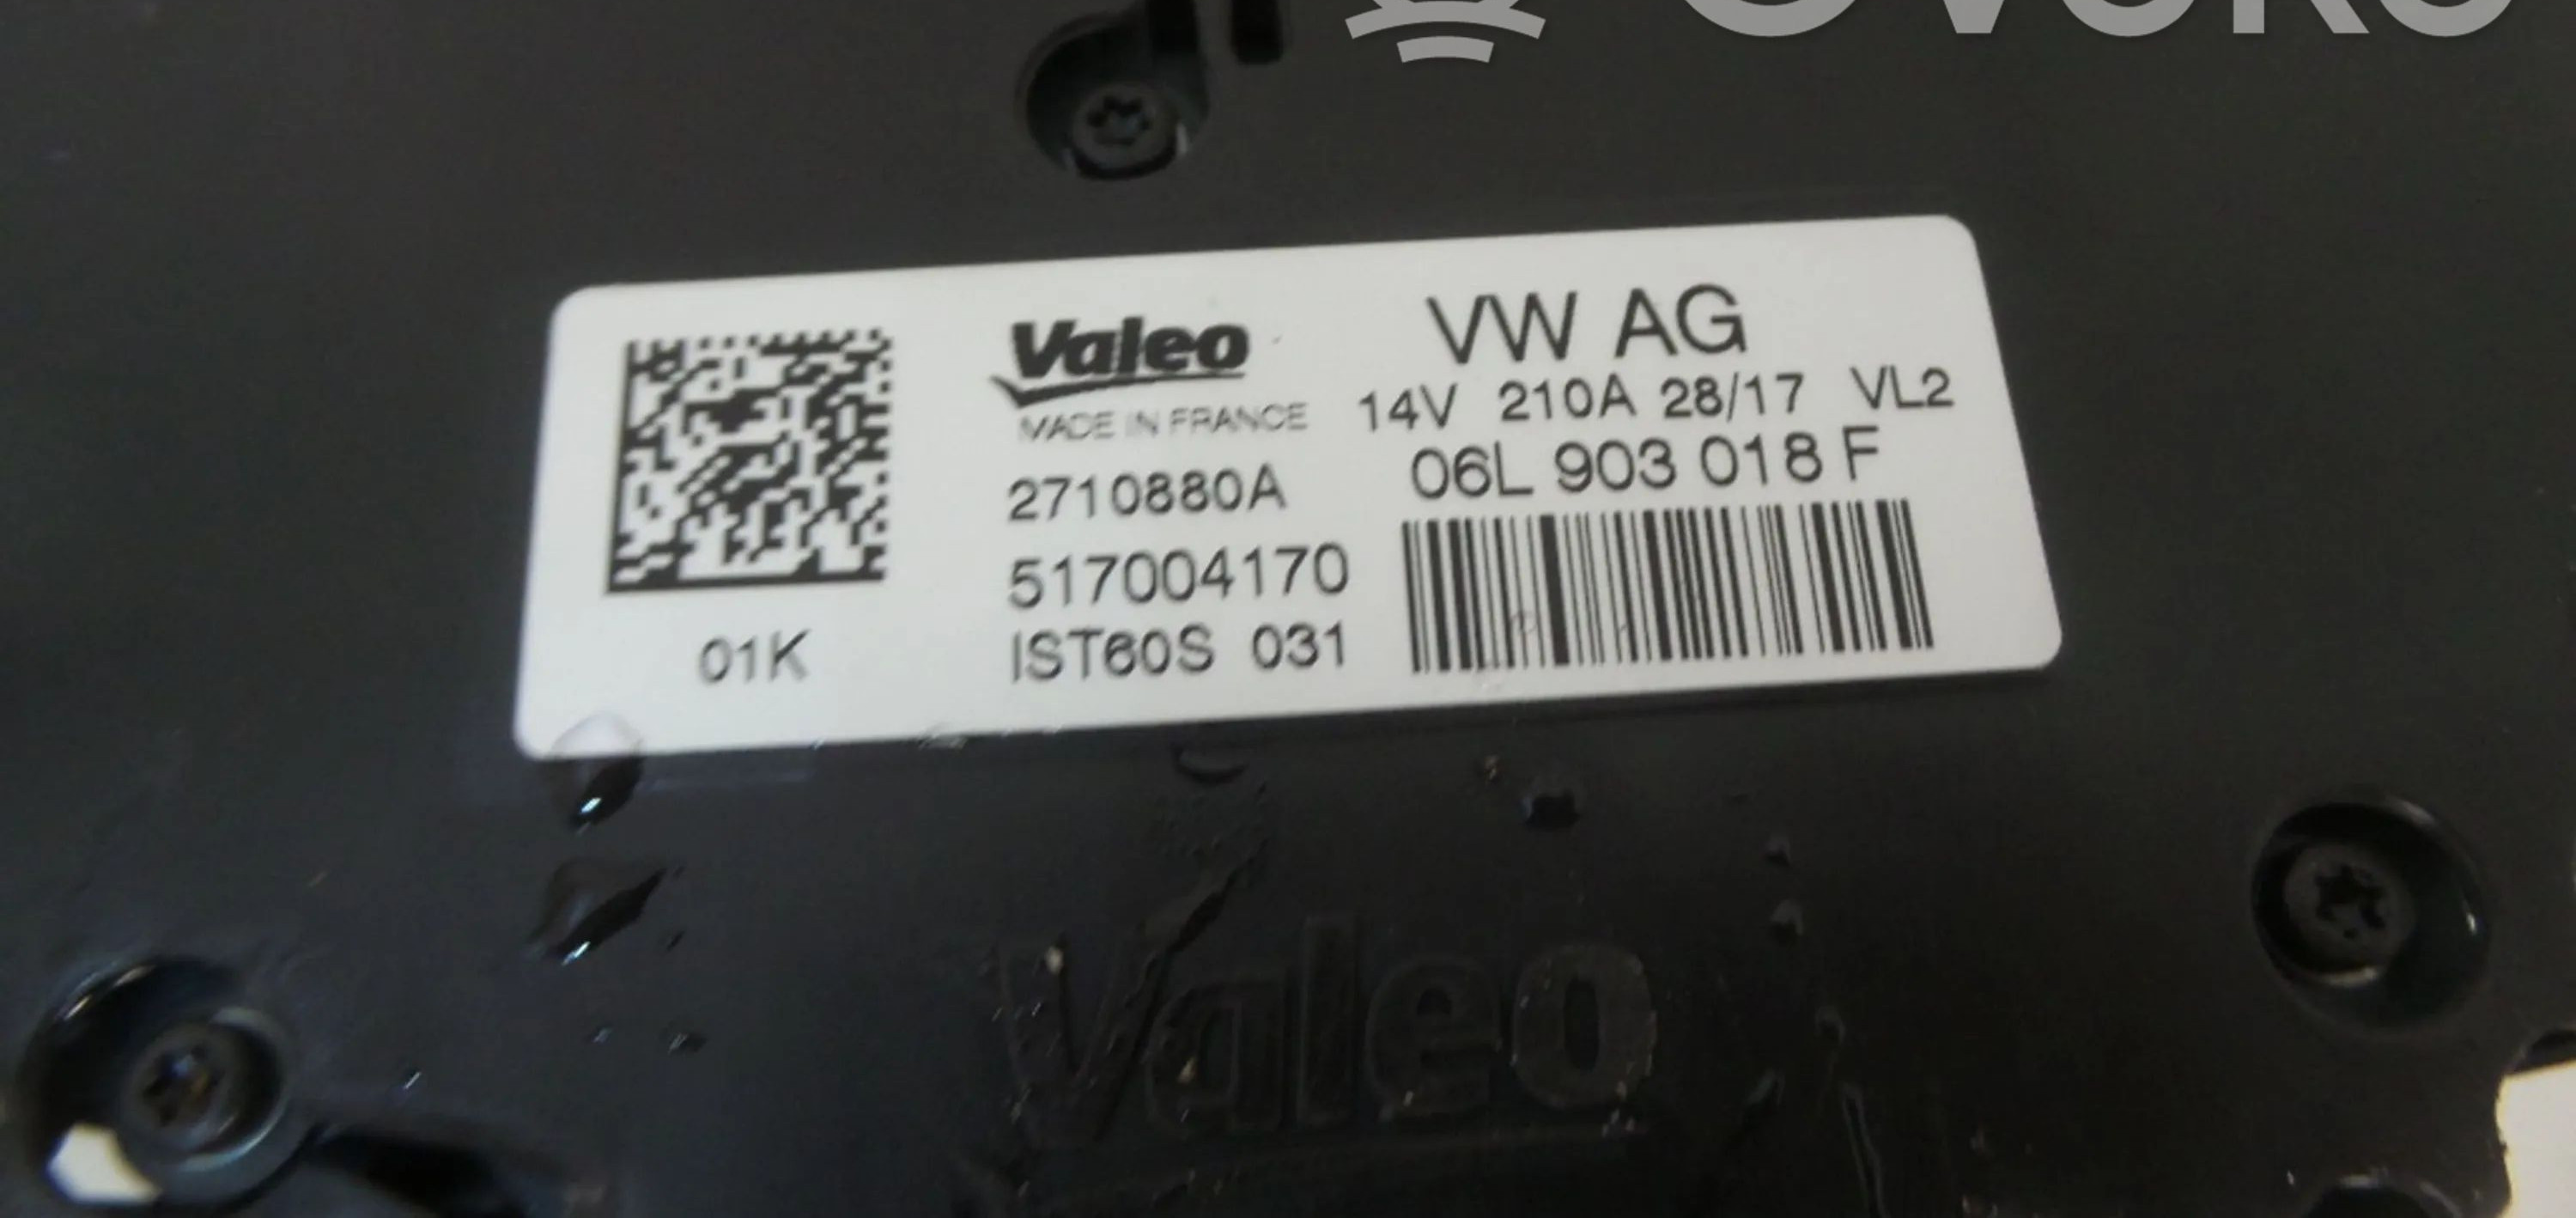 Valeo
MADE IN FRANCE
2710880A
517004170
IST60S 031
01K
VW AG
14V 210A 28/17 VL2
06L 903 018 F
Valeo